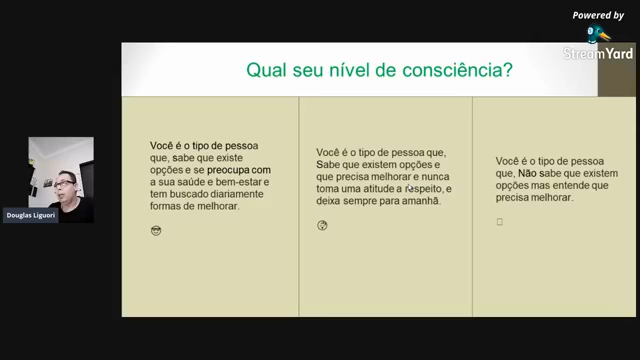 Powered by
StreamYard
Qual seu nível de consciência?
Você é o tipo de pessoa
que, sabe que existe
opções e se preocupa com
a sua saúde e bem-estar e
tem buscado diariamente
formas de melhorar.
Você é o tipo de pessoa que,
Sabe que existem opções e
que precisa melhorar e nunca
toma uma atitude a respeito, e
deixa sempre para amanhã.
Você é o tipo de pessoa
que, Não sabe que existem
opções mas entende que
precisa melhorar.
Douglas Liguori